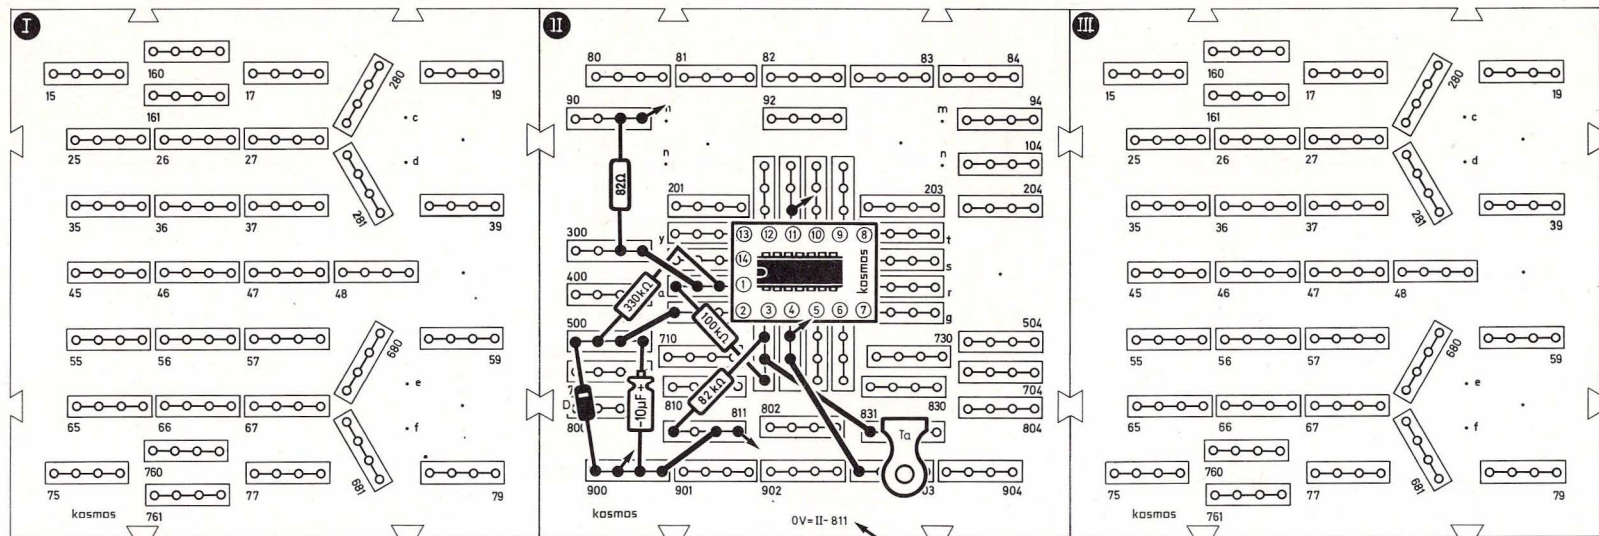 I II III
160 160
15 17 280 19 80 81 82 83 84 15 17 280 19
161 90 92 m 94 161
c c
25 26 27 n n 104 25 26 27
d d
82Ω
201 203 204
35 36 37 281 39 35 36 37 281 39
300 y 13 12 11 10 9 8 t
14 s
400 a 330kΩ 1 kosmos r
45 46 47 48 45 46 47 48
2 3 4 5 6 7 g
500 100kΩ 504
680 710 730 680
55 56 57 59 55 56 57 59
82kΩ 704
e e
D 10µF + 810 830
65 66 67 800 811 802 831 804 65 66 67
f Ta f
760 760
681 681
75 77 79 900 901 902 903 904 75 77 79
kosmos 761 kosmos kosmos 761
0V=II-811